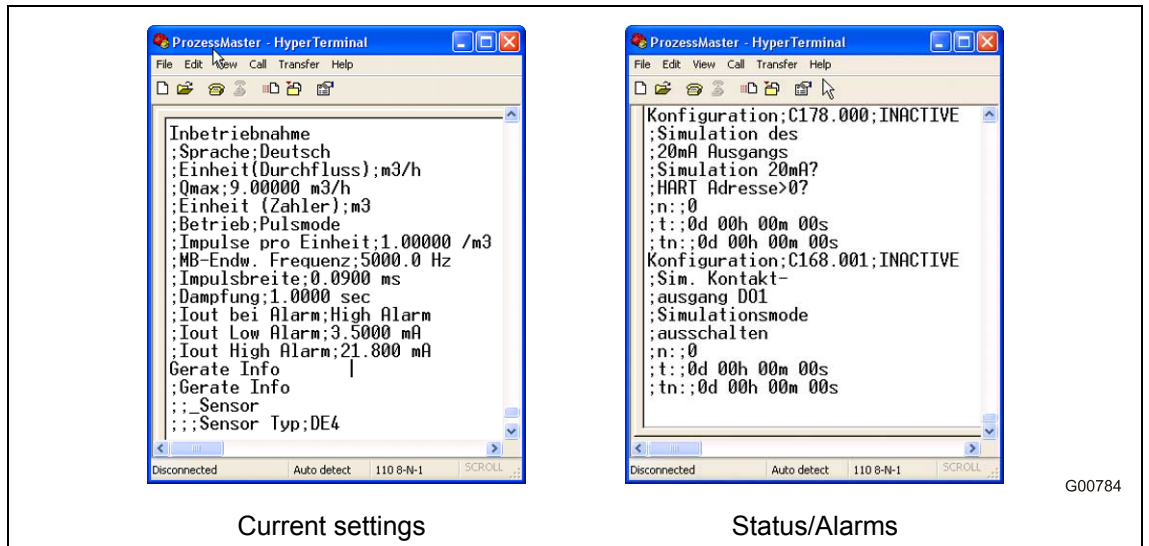 ProzessMaster - HyperTerminal
File Edit View Call Transfer Help
Inbetriebnahme
;Sprache;Deutsch
;Einheit(Durchfluss);m3/h
;Qmax;9.00000 m3/h
;Einheit (Zahler);m3
;Betrieb;Pulsmode
;Impulse pro Einheit;1.00000 /m3
;MB-Endw. Frequenz;5000.0 Hz
;Impulsbreite;0.0900 ms
;Dampfung;1.0000 sec
;Iout bei Alarm;High Alarm
;Iout Low Alarm;3.5000 mA
;Iout High Alarm;21.800 mA
Gerate Info
;Gerate Info
;;_Sensor
;;;Sensor Typ;DE4
Disconnected Auto detect 110 8-N-1 SCROLL
Current settings
ProzessMaster - HyperTerminal
File Edit View Call Transfer Help
Konfiguration;C178.000;INACTIVE
;Simulation des
;20mA Ausgangs
;Simulation 20mA?
;HART Adresse>0?
;n:;0
;t:;0d 00h 00m 00s
;tn:;0d 00h 00m 00s
Konfiguration;C168.001;INACTIVE
;Sim. Kontakt-
;ausgang DO1
;Simulationsmode
;ausschalten
;n:;0
;t:;0d 00h 00m 00s
;tn:;0d 00h 00m 00s
Disconnected Auto detect 110 8-N-1 SCROLL
Status/Alarms
G00784